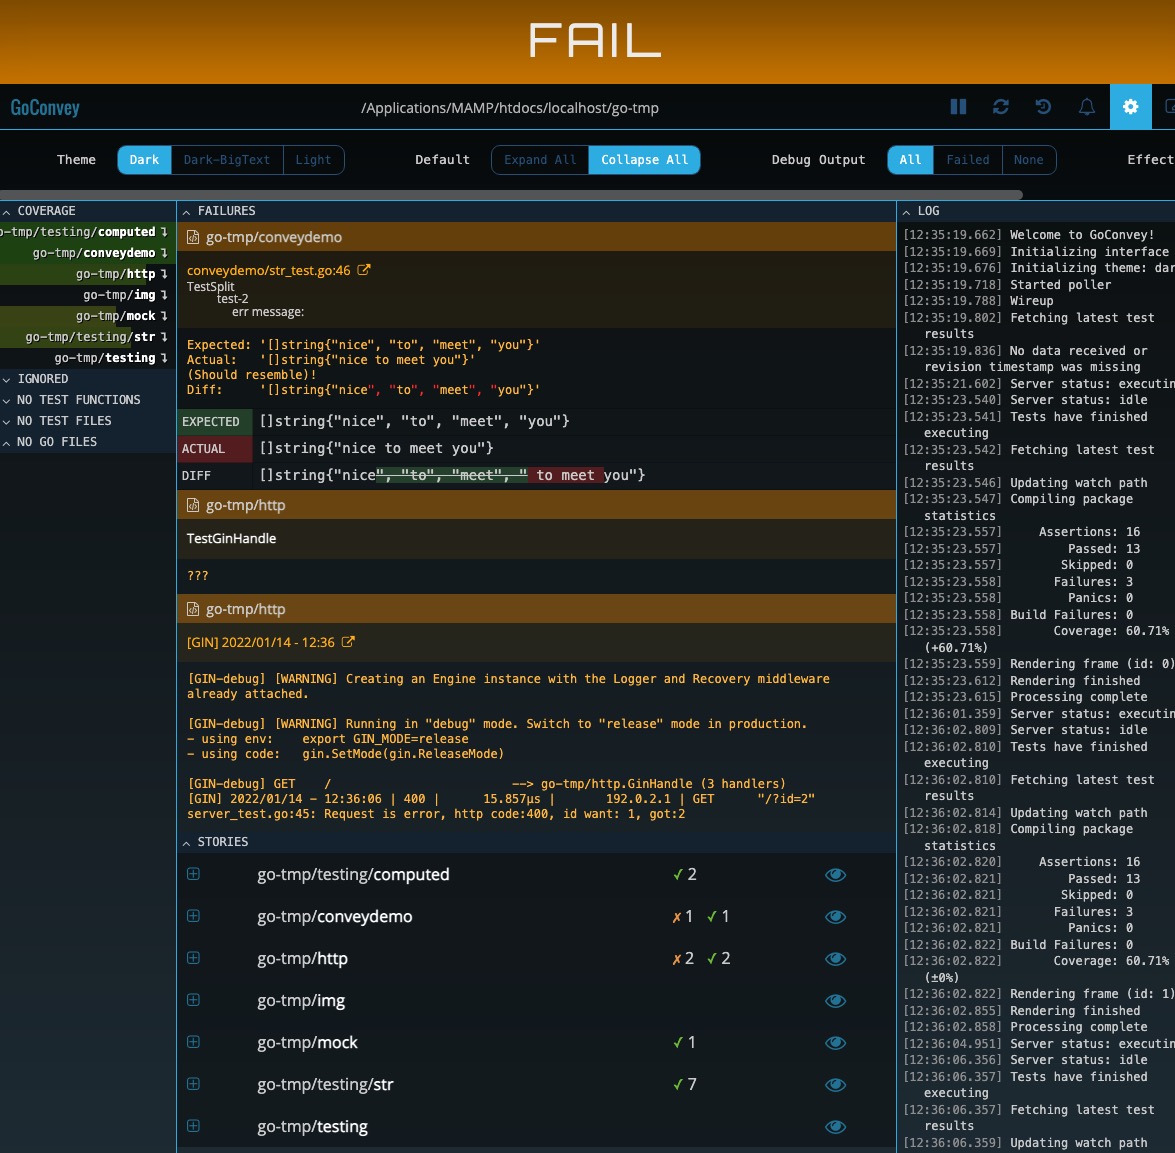 FAIL
GoConvey
/Applications/MAMP/htdocs/localhost/go-tmp
Theme Dark Dark-BigText Light Default Expand All Collapse All Debug Output All Failed None Effect
COVERAGE
o-tmp/testing/computed
go-tmp/conveydemo
go-tmp/http
go-tmp/img
go-tmp/mock
go-tmp/testing/str
go-tmp/testing
IGNORED
NO TEST FUNCTIONS
NO TEST FILES
NO GO FILES
FAILURES
go-tmp/conveydemo
conveydemo/str_test.go:46
TestSplit
test-2
err message:
Expected: '[]string{"nice", "to", "meet", "you"}'
Actual: '[]string{"nice to meet you"}'
(Should resemble)!
Diff: '[]string{"nice", "to", "meet", "you"}'
EXPECTED []string{"nice", "to", "meet", "you"}
ACTUAL []string{"nice to meet you"}
DIFF []string{"nice", "to", "meet", " to meet you"}
go-tmp/http
TestGinHandle
???
go-tmp/http
[GIN] 2022/01/14 - 12:36
[GIN-debug] [WARNING] Creating an Engine instance with the Logger and Recovery middleware
already attached.
[GIN-debug] [WARNING] Running in "debug" mode. Switch to "release" mode in production.
- using env: export GIN_MODE=release
- using code: gin.SetMode(gin.ReleaseMode)
[GIN-debug] GET / --> go-tmp/http.GinHandle (3 handlers)
[GIN] 2022/01/14 - 12:36:06 | 400 | 15.857µs | 192.0.2.1 | GET "/?id=2"
server_test.go:45: Request is error, http code:400, id want: 1, got:2
STORIES
go-tmp/testing/computed ✓ 2
go-tmp/conveydemo ✗ 1 ✓ 1
go-tmp/http ✗ 2 ✓ 2
go-tmp/img
go-tmp/mock ✓ 1
go-tmp/testing/str ✓ 7
go-tmp/testing
LOG
[12:35:19.662] Welcome to GoConvey!
[12:35:19.669] Initializing interface
[12:35:19.676] Initializing theme: dar
[12:35:19.718] Started poller
[12:35:19.788] Wireup
[12:35:19.802] Fetching latest test
results
[12:35:19.836] No data received or
revision timestamp was missing
[12:35:21.602] Server status: executin
[12:35:23.540] Server status: idle
[12:35:23.541] Tests have finished
executing
[12:35:23.542] Fetching latest test
results
[12:35:23.546] Updating watch path
[12:35:23.547] Compiling package
statistics
[12:35:23.557] Assertions: 16
[12:35:23.557] Passed: 13
[12:35:23.557] Skipped: 0
[12:35:23.558] Failures: 3
[12:35:23.558] Panics: 0
[12:35:23.558] Build Failures: 0
[12:35:23.558] Coverage: 60.71%
(+60.71%)
[12:35:23.559] Rendering frame (id: 0)
[12:35:23.612] Rendering finished
[12:35:23.615] Processing complete
[12:36:01.359] Server status: executin
[12:36:02.809] Server status: idle
[12:36:02.810] Tests have finished
executing
[12:36:02.810] Fetching latest test
results
[12:36:02.814] Updating watch path
[12:36:02.818] Compiling package
statistics
[12:36:02.820] Assertions: 16
[12:36:02.821] Passed: 13
[12:36:02.821] Skipped: 0
[12:36:02.821] Failures: 3
[12:36:02.821] Panics: 0
[12:36:02.822] Build Failures: 0
[12:36:02.822] Coverage: 60.71%
(±0%)
[12:36:02.822] Rendering frame (id: 1)
[12:36:02.855] Rendering finished
[12:36:02.858] Processing complete
[12:36:04.951] Server status: executin
[12:36:06.356] Server status: idle
[12:36:06.357] Tests have finished
executing
[12:36:06.357] Fetching latest test
results
[12:36:06.359] Updating watch path